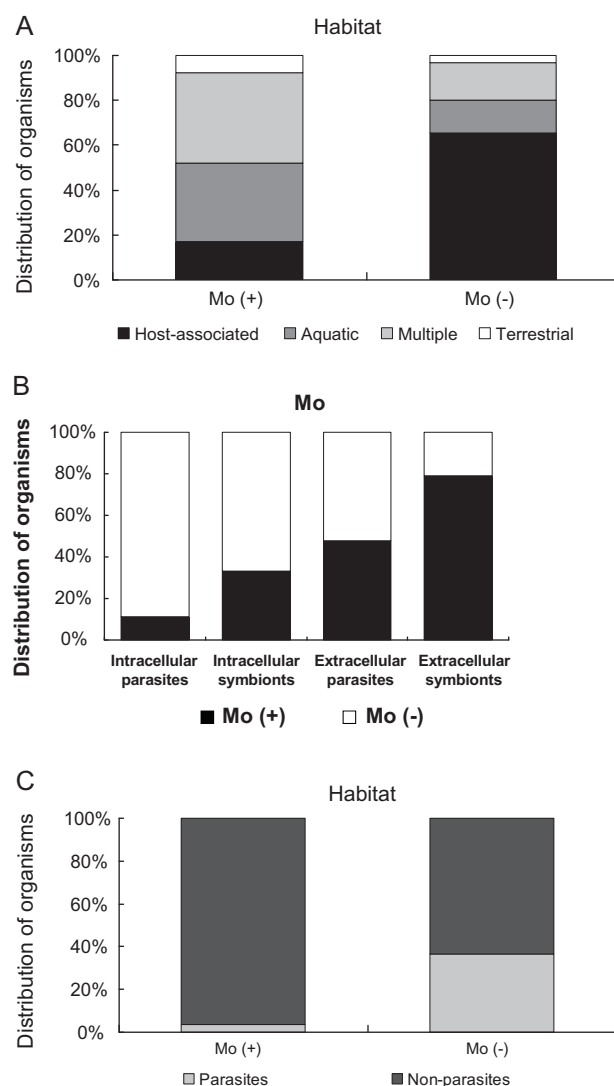 A
Habitat
Distribution of organisms
100%
80%
60%
40%
20%
0%
Mo (+) Mo (-)
Host-associated Aquatic Multiple Terrestrial
B
Mo
Distribution of organisms
100%
80%
60%
40%
20%
0%
Intracellular Intracellular Extracellular Extracellular
parasites symbionts parasites symbionts
Mo (+) Mo (-)
C
Habitat
Distribution of organisms
100%
80%
60%
40%
20%
0%
Mo (+) Mo (-)
Parasites Non-parasites